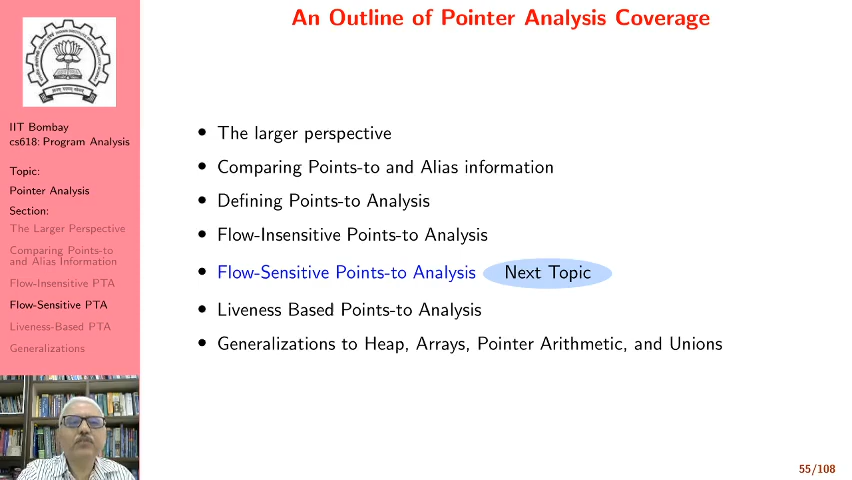 An Outline of Pointer Analysis Coverage
IIT Bombay
cs618: Program Analysis
Topic:
Pointer Analysis
Section:
The Larger Perspective
Comparing Points-to
and Alias Information
Flow-Insensitive PTA
Flow-Sensitive PTA
Liveness-Based PTA
Generalizations
• The larger perspective
• Comparing Points-to and Alias information
• Defining Points-to Analysis
• Flow-Insensitive Points-to Analysis
• Flow-Sensitive Points-to Analysis Next Topic
• Liveness Based Points-to Analysis
• Generalizations to Heap, Arrays, Pointer Arithmetic, and Unions
55/108